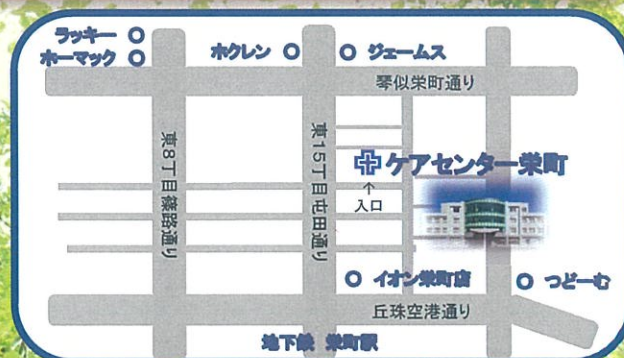 ラッキー
ホーマック
ホクレン
ジェームス
琴似栄町通り
東8丁目篠路通り
東15丁目屯田通り
ケアセンター栄町
↑
入口
イオン栄町店
つどーむ
丘珠空港通り
地下鉄 栄町駅